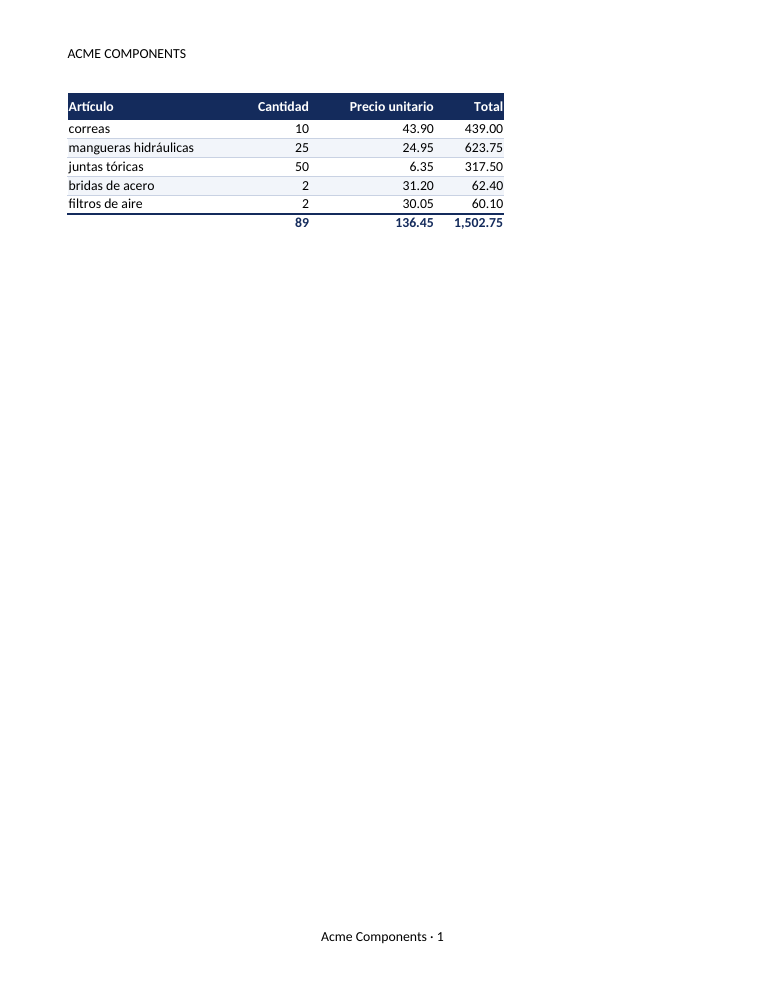 ACME COMPONENTS
Artículo Cantidad Precio unitario Total
correas 10 43.90 439.00
mangueras hidráulicas 25 24.95 623.75
juntas tóricas 50 6.35 317.50
bridas de acero 2 31.20 62.40
filtros de aire 2 30.05 60.10
89 136.45 1,502.75
Acme Components · 1